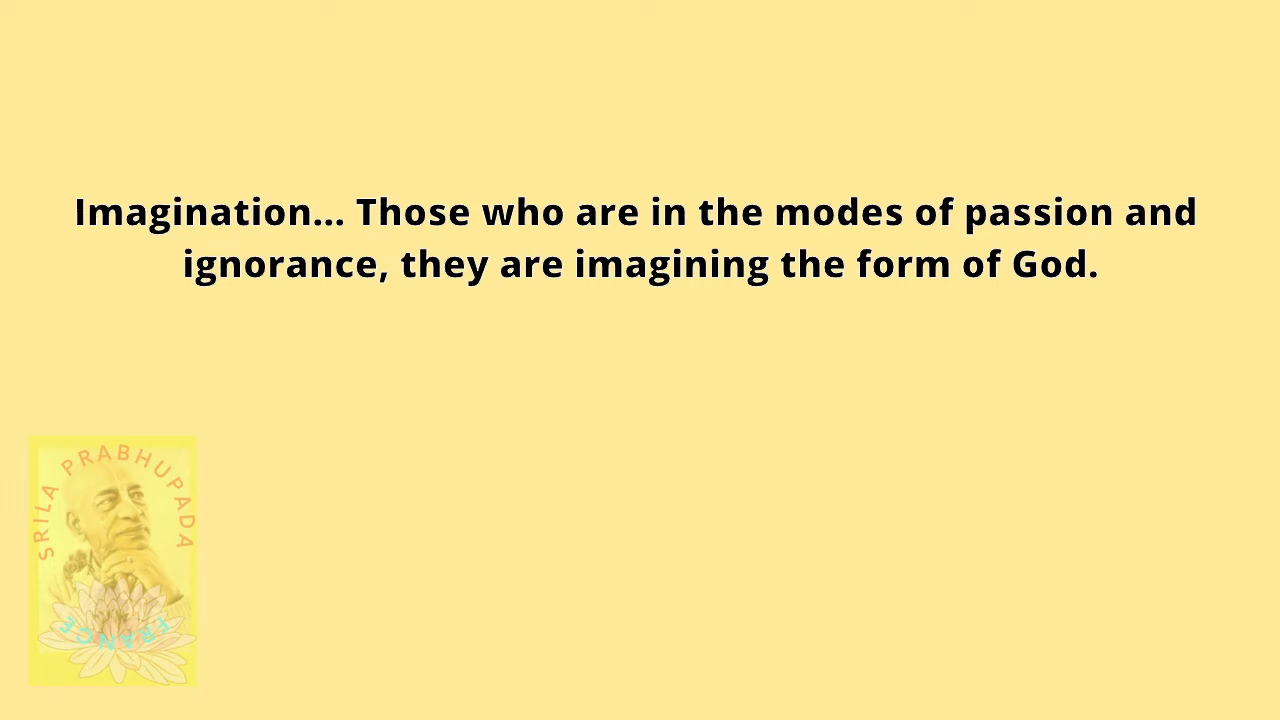 Imagination... Those who are in the modes of passion and
ignorance, they are imagining the form of God.
SRILA PRABHUPADA
FRANCE